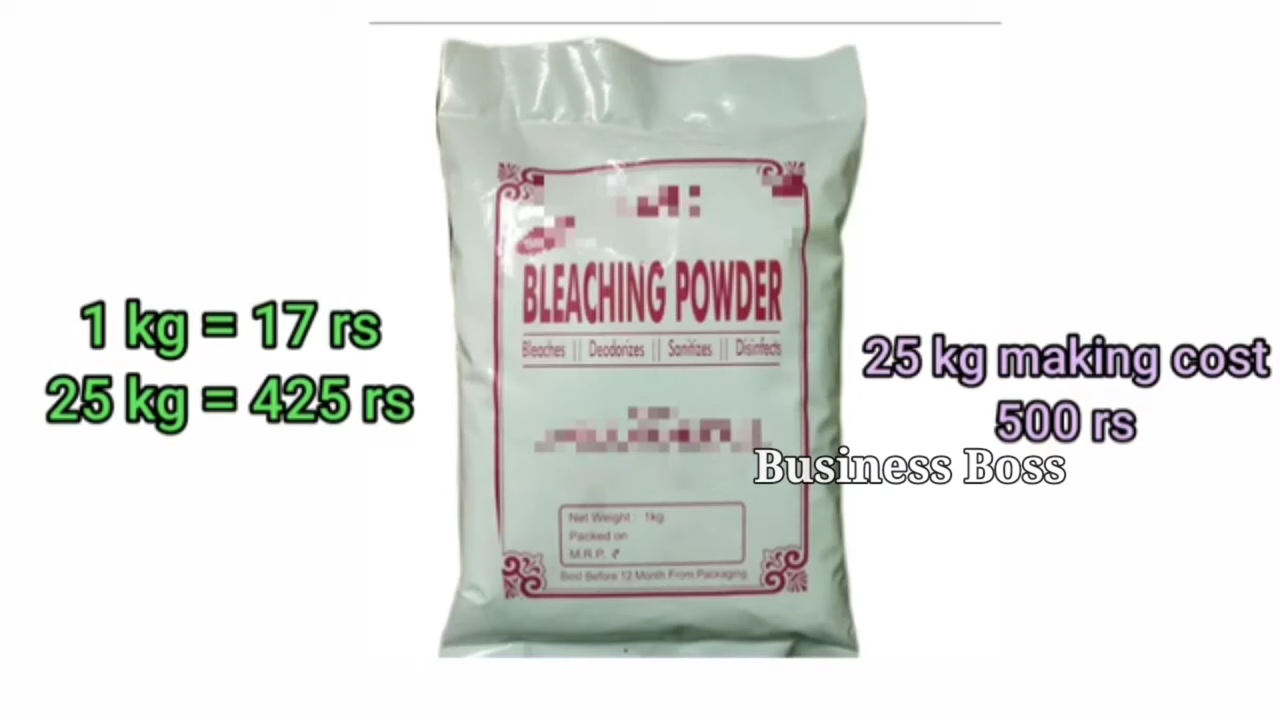 1 kg = 17 rs
25 kg = 425 rs
BLEACHING POWDER
Bleaches || Deodorizes || Sanitizes || Disinfects
Net Weight : 1kg
Packed on
M.R.P. ₹
Best Before 12 Month From Packaging
25 kg making cost
500 rs
Business Boss